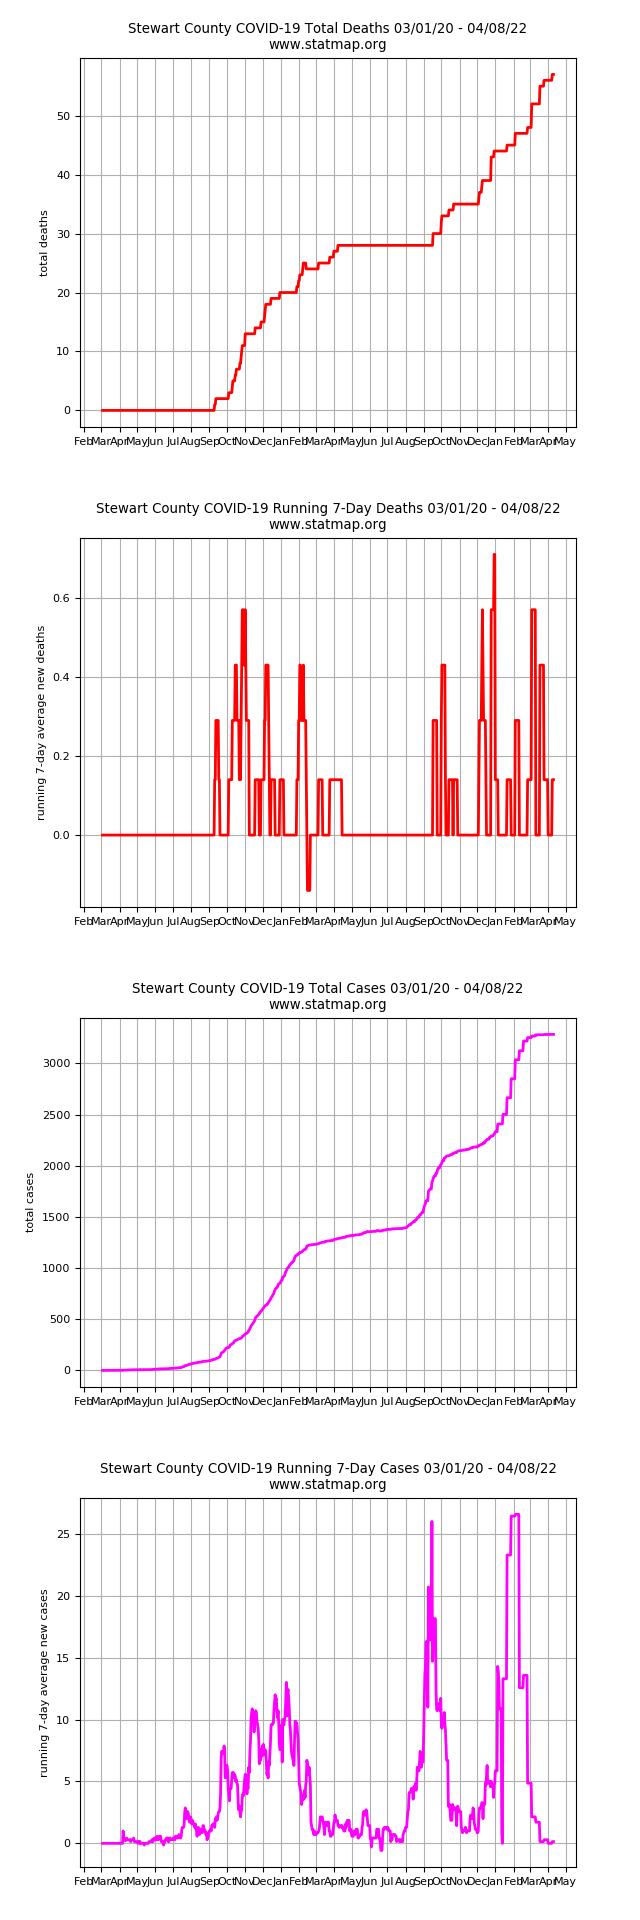 Stewart County COVID-19 Total Deaths 03/01/20 - 04/08/22
www.statmap.org
50
40
30
20
10
0
total deaths
Feb Mar Apr May Jun Jul Aug Sep Oct Nov Dec Jan Feb Mar Apr May Jun Jul Aug Sep Oct Nov Dec Jan Feb Mar Apr May
Stewart County COVID-19 Running 7-Day Deaths 03/01/20 - 04/08/22
www.statmap.org
0.6
0.4
0.2
0.0
running 7-day average new deaths
Feb Mar Apr May Jun Jul Aug Sep Oct Nov Dec Jan Feb Mar Apr May Jun Jul Aug Sep Oct Nov Dec Jan Feb Mar Apr May
Stewart County COVID-19 Total Cases 03/01/20 - 04/08/22
www.statmap.org
3000
2500
2000
1500
1000
500
0
total cases
Feb Mar Apr May Jun Jul Aug Sep Oct Nov Dec Jan Feb Mar Apr May Jun Jul Aug Sep Oct Nov Dec Jan Feb Mar Apr May
Stewart County COVID-19 Running 7-Day Cases 03/01/20 - 04/08/22
www.statmap.org
25
20
15
10
5
0
running 7-day average new cases
Feb Mar Apr May Jun Jul Aug Sep Oct Nov Dec Jan Feb Mar Apr May Jun Jul Aug Sep Oct Nov Dec Jan Feb Mar Apr May